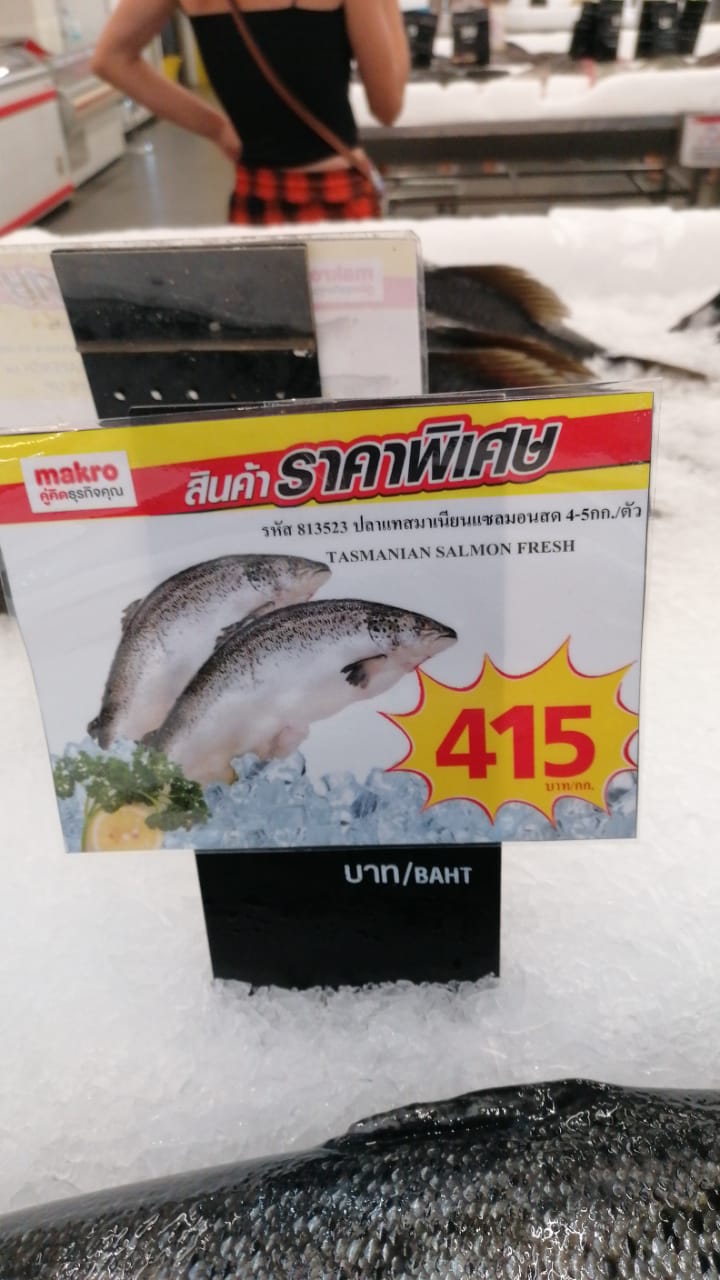 makro
คู่คิดธุรกิจคุณ
สินค้า ราคาพิเศษ
รหัส 813523 ปลาแทสมาเนียนแซลมอนสด 4-5กก./ตัว
TASMANIAN SALMON FRESH
415
บาท/กก.
บาท/BAHT